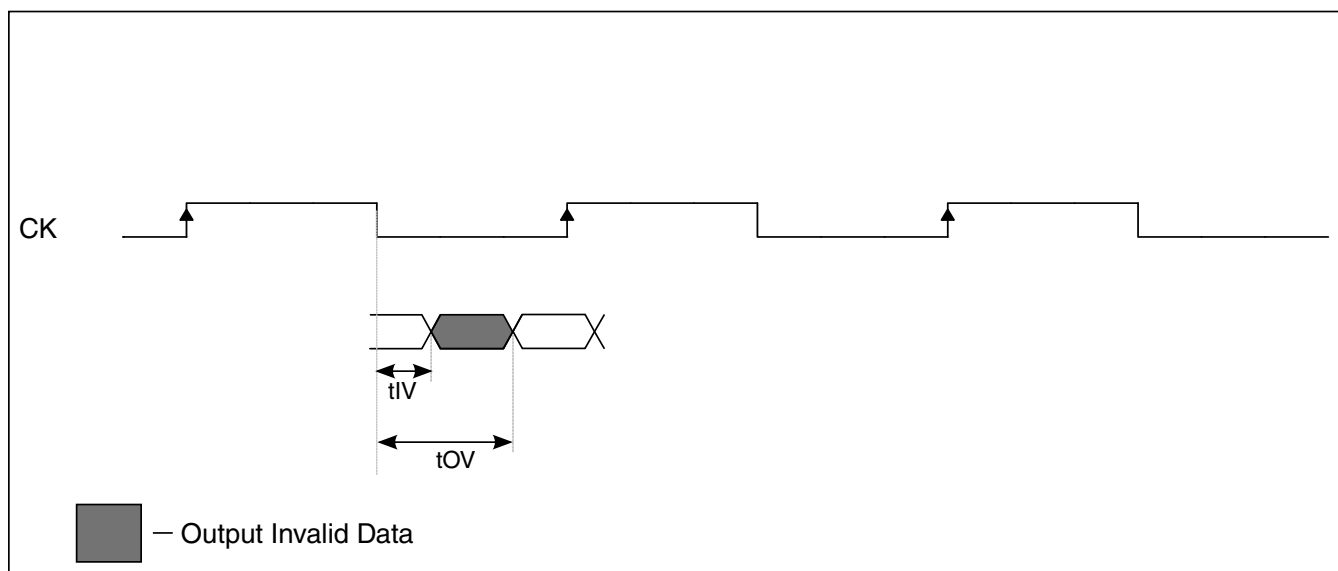 CK
tIV
tOV
— Output Invalid Data